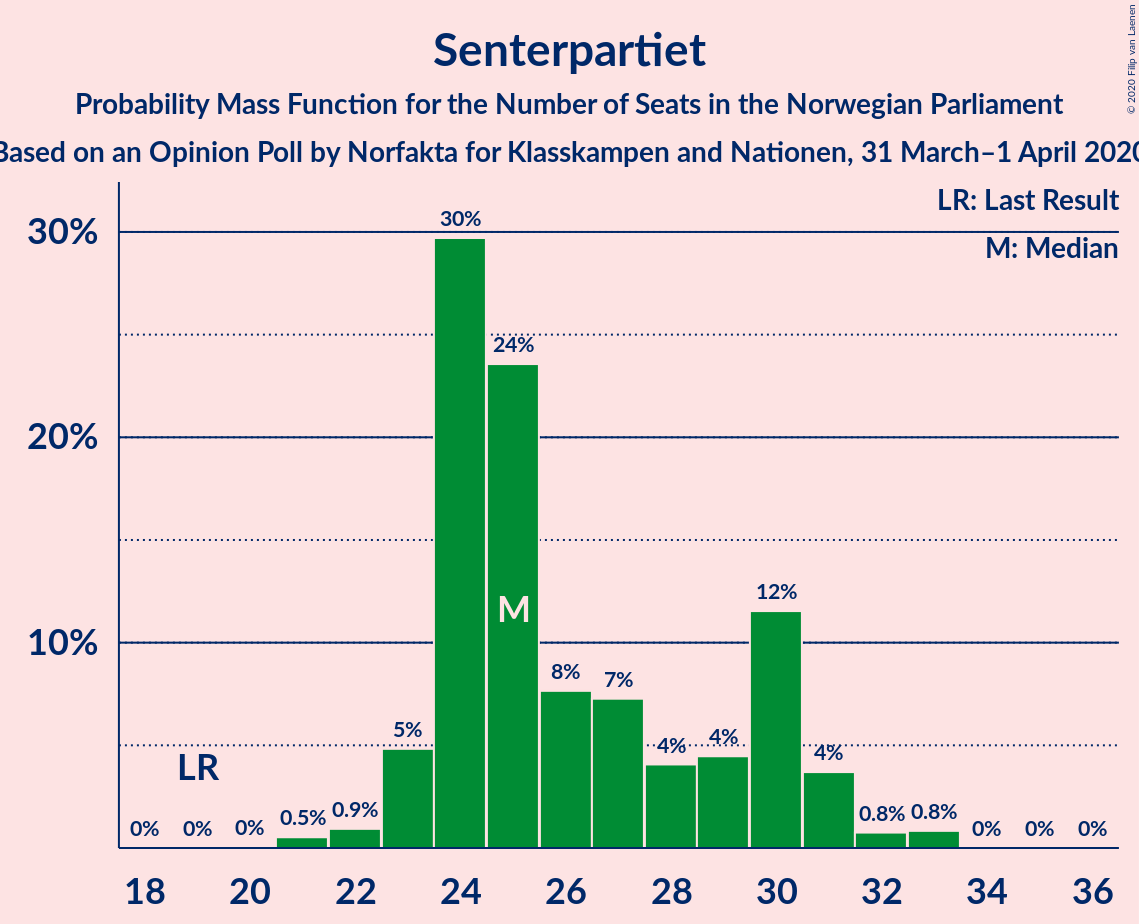 Senterpartiet
Probability Mass Function for the Number of Seats in the Norwegian Parliament
Based on an Opinion Poll by Norfakta for Klasskampen and Nationen, 31 March–1 April 2020
© 2020 Filip van Laenen
LR: Last Result
M: Median
30%
20%
10%
0% 0% 0% 0.5% 0.9% 5% 30% 24% 8% 7% 4% 4% 12% 4% 0.8% 0.8% 0% 0% 0%
LR
M
18 20 22 24 26 28 30 32 34 36